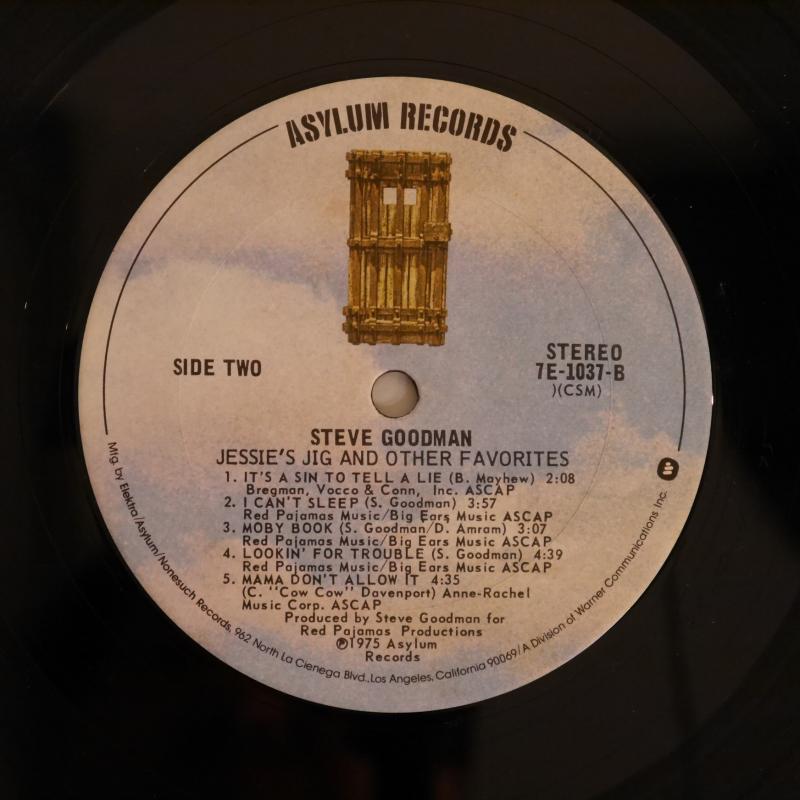 ASYLUM RECORDS
SIDE TWO
STEREO
7E-1037-B
)(CSM)
STEVE GOODMAN
JESSIE'S JIG AND OTHER FAVORITES
1. IT'S A SIN TO TELL A LIE (B. Mayhew) 2:08
Bregman, Vocco & Conn, Inc. ASCAP
2. I CAN'T SLEEP (S. Goodman) 3:57
Red Pajamas Music/Big Ears Music ASCAP
3. MOBY BOOK (S. Goodman/D. Amram) 3:07
Red Pajamas Music/Big Ears Music ASCAP
4. LOOKIN' FOR TROUBLE (S. Goodman) 4:39
Red Pajamas Music/Big Ears Music ASCAP
5. MAMA DON'T ALLOW IT 4:35
(C. "Cow Cow" Davenport) Anne-Rachel
Music Corp. ASCAP
Produced by Steve Goodman for
Red Pajamas Productions
℗1975 Asylum
Records
Mfg. by Elektra/Asylum/Nonesuch Records, 962 North La Cienega Blvd., Los Angeles, California 90069/A Division of Warner Communications Inc.